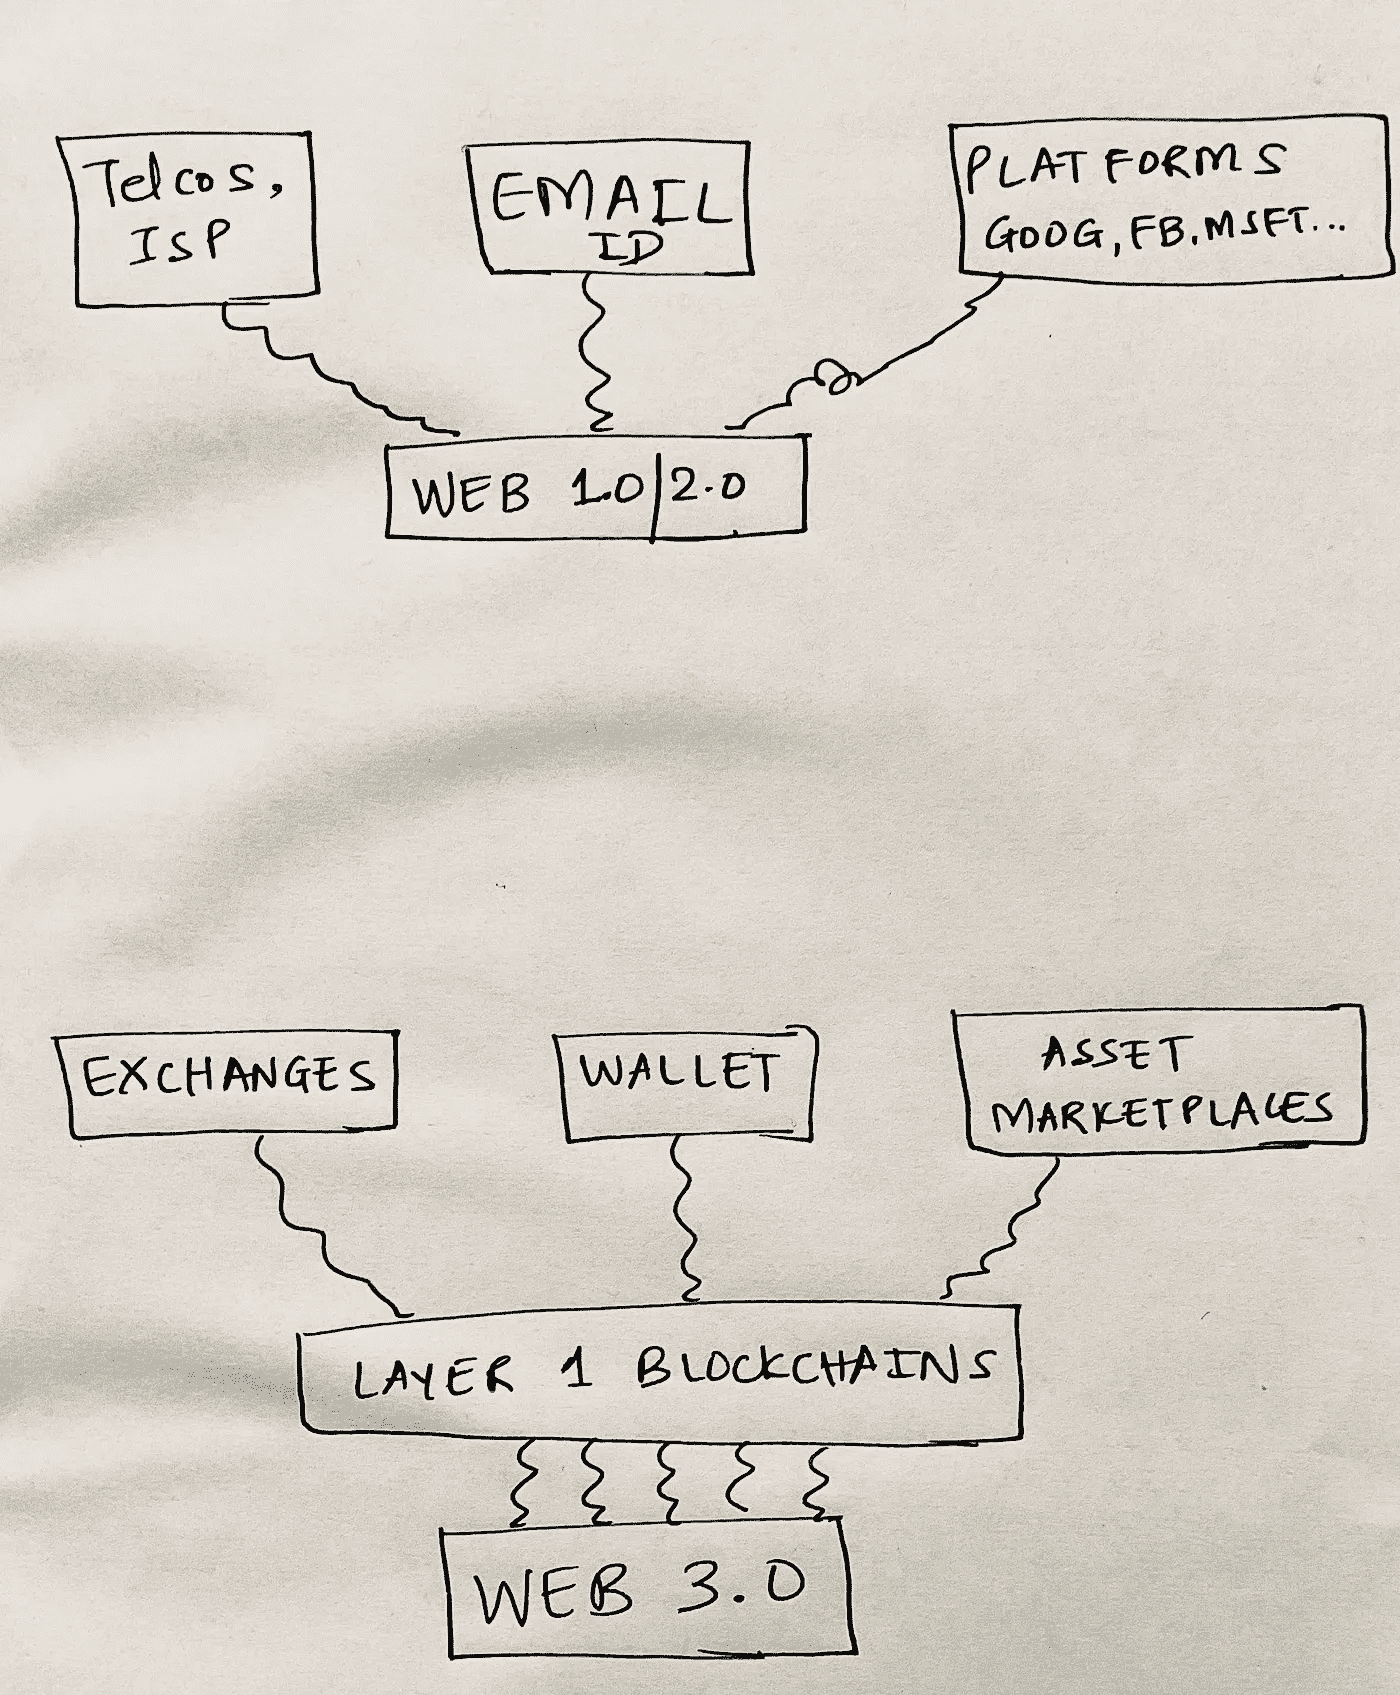 Telcos,
ISP
EMAIL
ID
PLATFORMS
GOOG, FB, MSFT...
WEB 1.0|2.0
EXCHANGES
WALLET
ASSET
MARKETPLACES
LAYER 1 BLOCKCHAINS
WEB 3.0